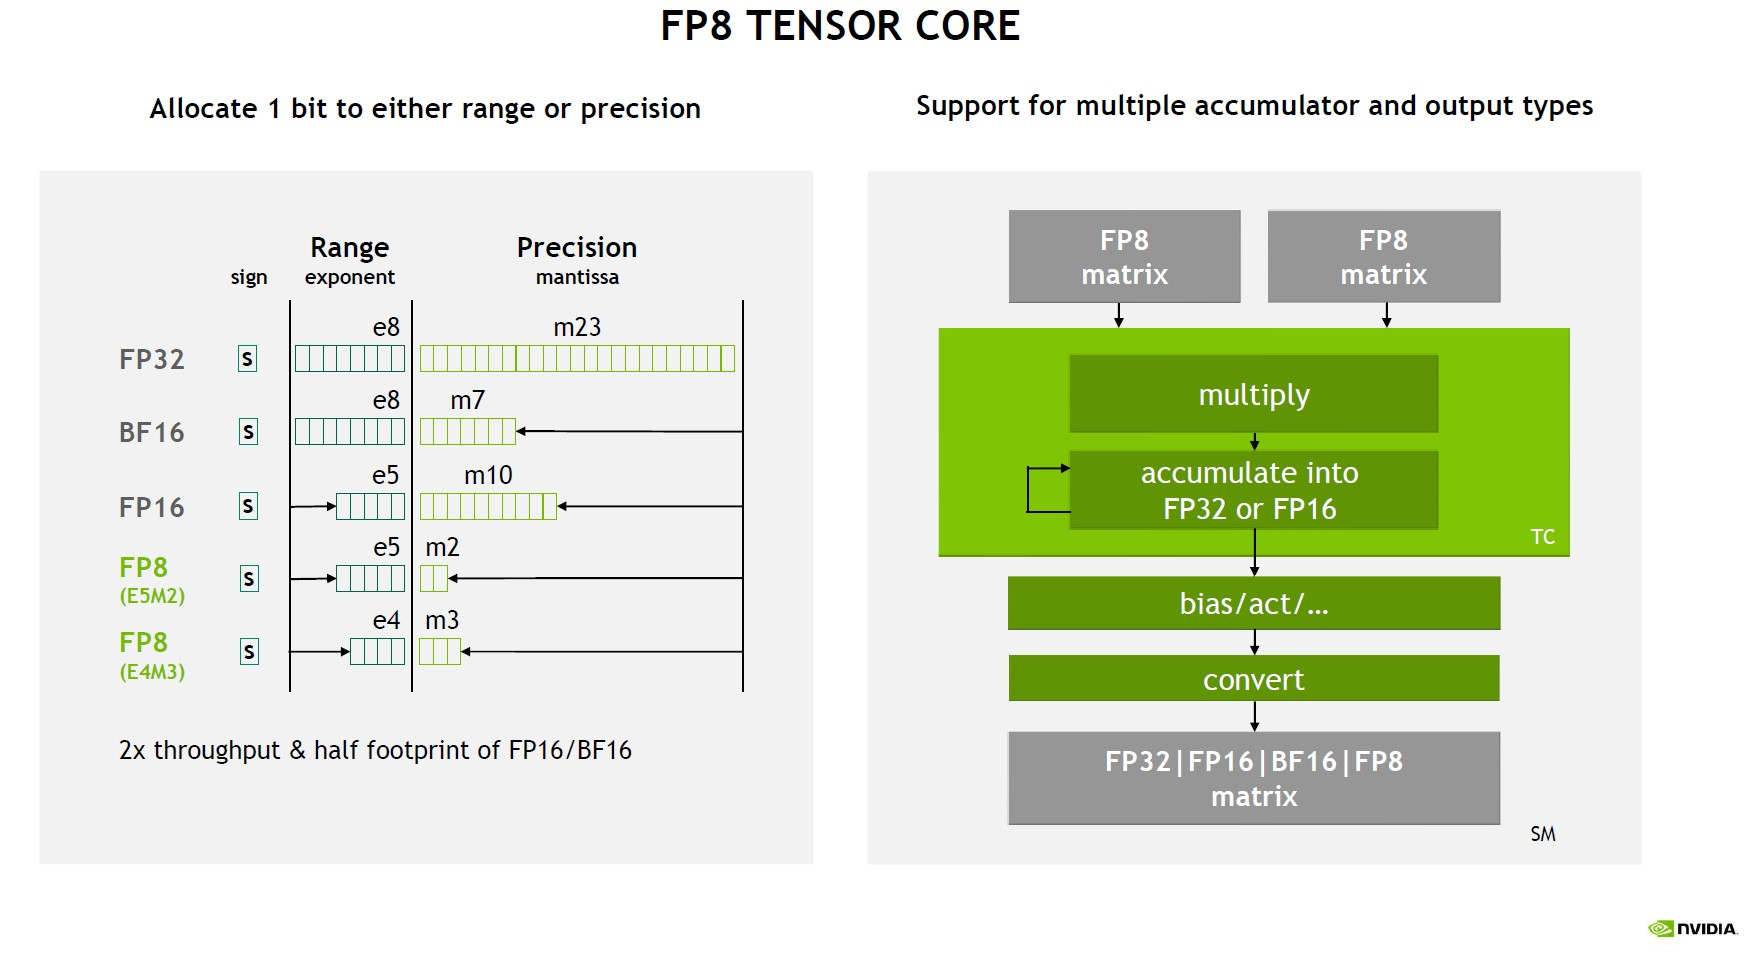 FP8 TENSOR CORE
Allocate 1 bit to either range or precision
Range
Precision
sign
exponent
mantissa
e8
m23
FP32
s
e8
m7
BF16
s
e5
m10
FP16
s
e5
m2
FP8
(E5M2)
s
e4
m3
FP8
(E4M3)
s
2x throughput & half footprint of FP16/BF16
Support for multiple accumulator and output types
FP8
matrix
FP8
matrix
multiply
accumulate into
FP32 or FP16
TC
bias/act/…
convert
FP32|FP16|BF16|FP8
matrix
SM
NVIDIA.